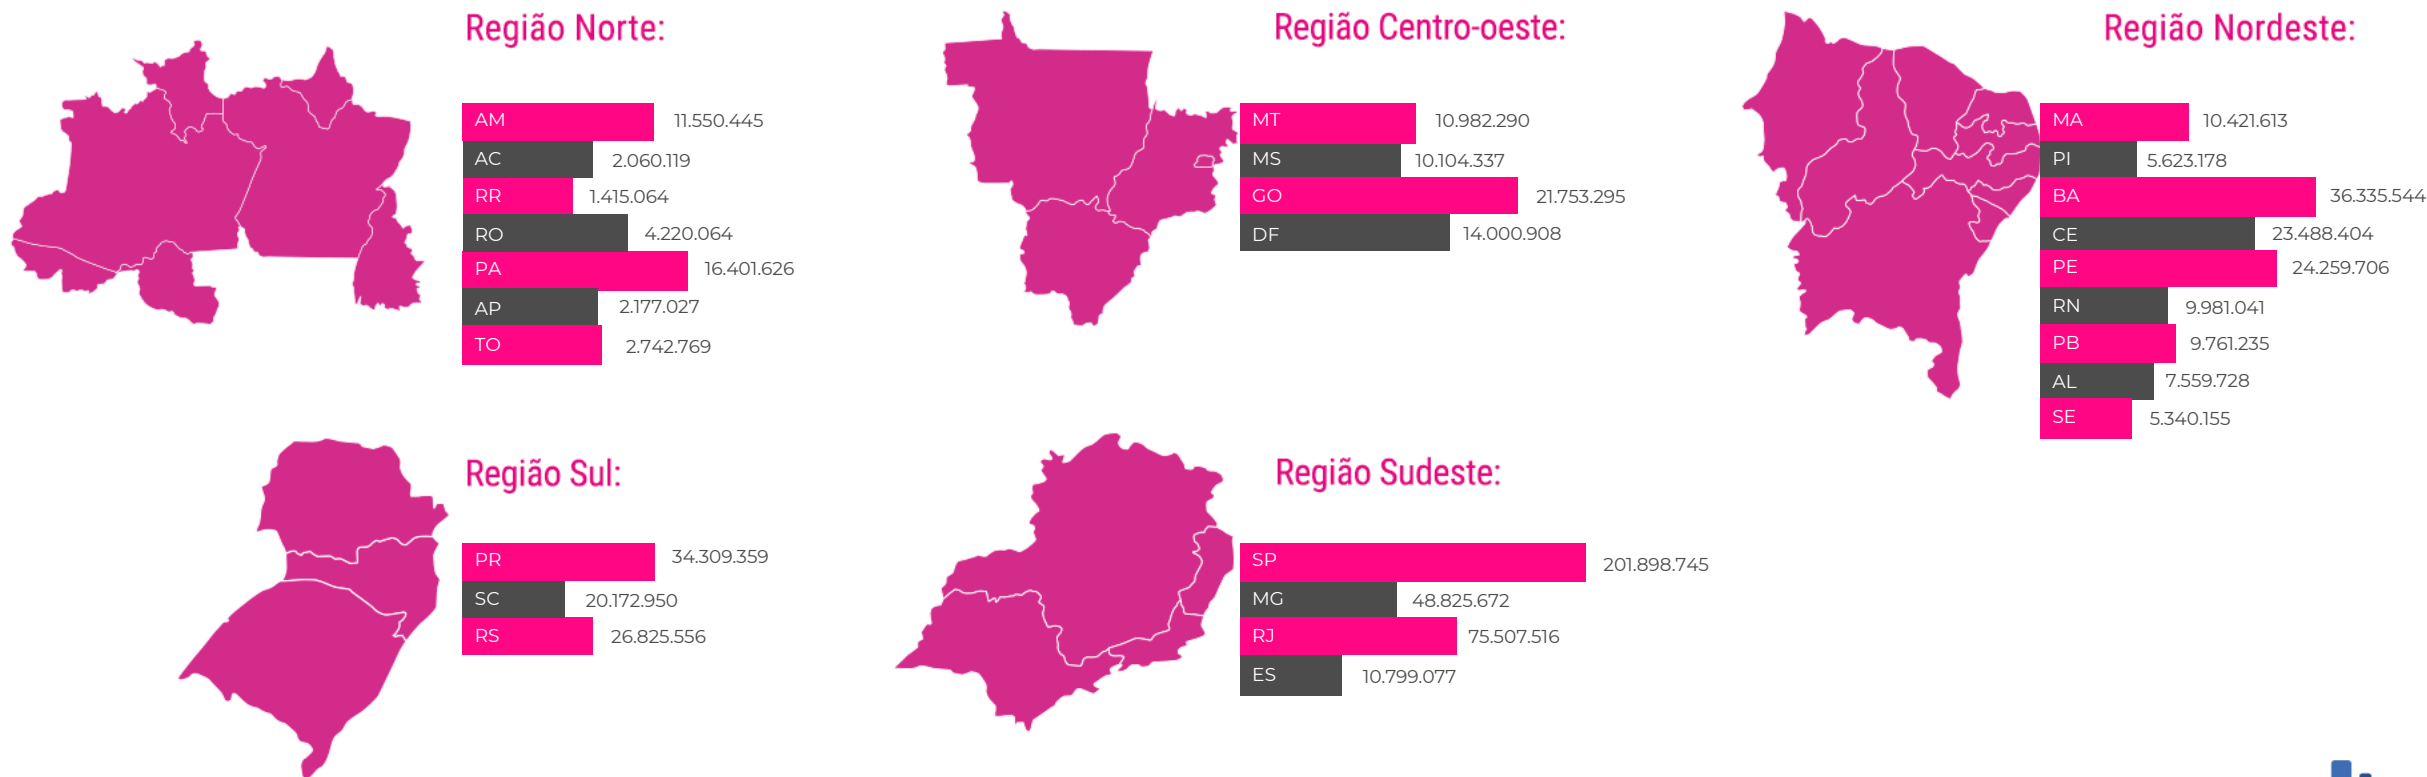 Região Norte:
AM 11.550.445
AC 2.060.119
RR 1.415.064
RO 4.220.064
PA 16.401.626
AP 2.177.027
TO 2.742.769
Região Centro-oeste:
MT 10.982.290
MS 10.104.337
GO 21.753.295
DF 14.000.908
Região Nordeste:
MA 10.421.613
PI 5.623.178
BA 36.335.544
CE 23.488.404
PE 24.259.706
RN 9.981.041
PB 9.761.235
AL 7.559.728
SE 5.340.155
Região Sul:
PR 34.309.359
SC 20.172.950
RS 26.825.556
Região Sudeste:
SP 201.898.745
MG 48.825.672
RJ 75.507.516
ES 10.799.077